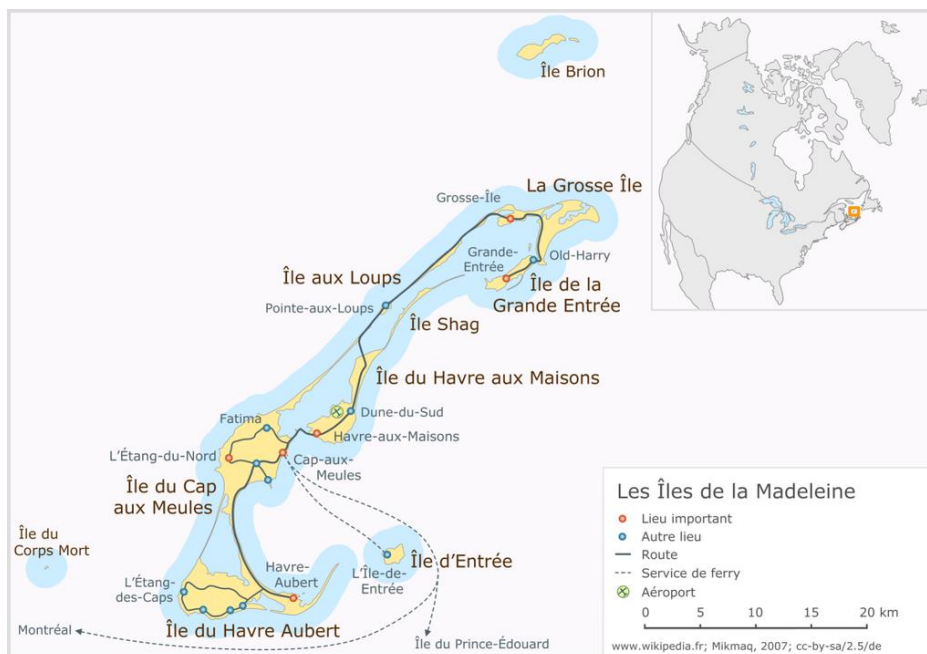 Île Brion
La Grosse Île
Grosse-Île
Grande-
Entrée
Old-Harry
Île aux Loups
Île de la
Grande Entrée
Pointe-aux-Loups
Île Shag
Île du Havre aux Maisons
Fatima
Dune-du-Sud
Havre-aux-Maisons
L'Étang-du-Nord
Cap-aux-
Meules
Île du Cap
aux Meules
Île du
Corps Mort
Île d'Entrée
L'Île-de-
Entrée
Havre-
Aubert
L'Étang-
des-Caps
Île du Havre Aubert
Montréal
Île du Prince-Édouard
Les Îles de la Madeleine
Lieu important
Autre lieu
Route
Service de ferry
Aéroport
0 5 10 15 20 km
www.wikipedia.fr; Mikmaq, 2007; cc-by-sa/2.5/de